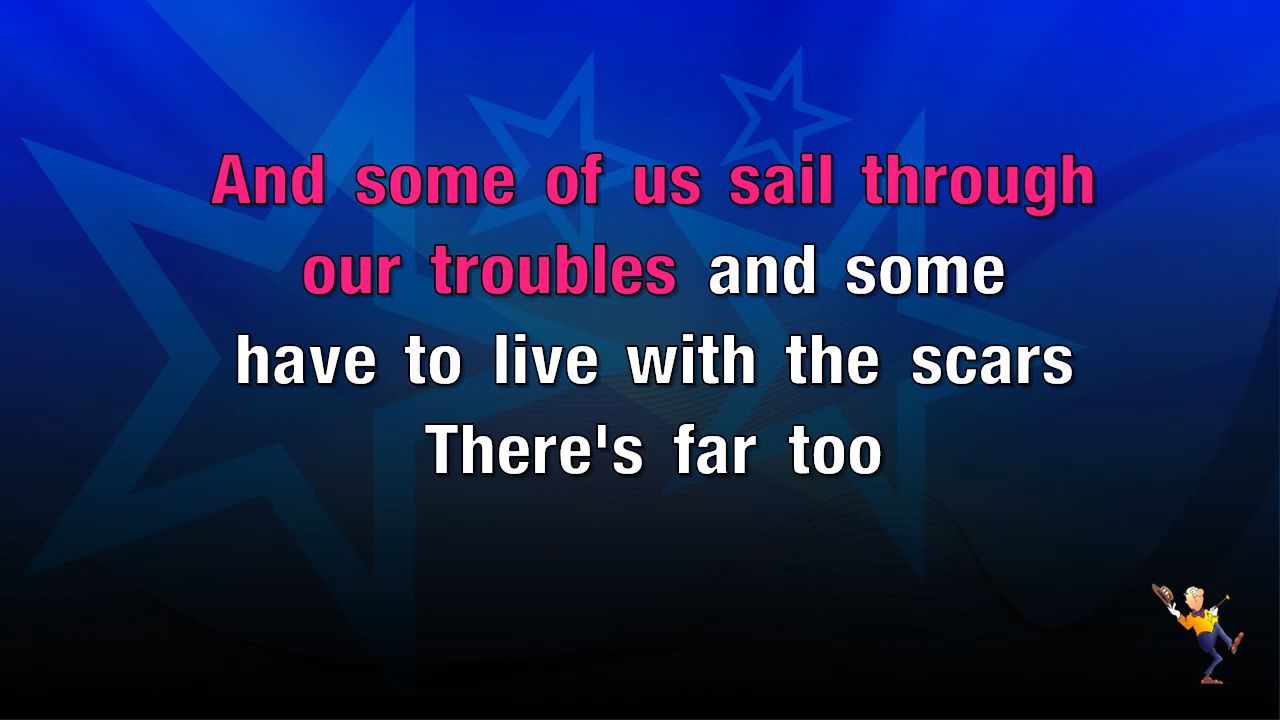 And some of us sail through
our troubles and some
have to live with the scars
There's far too